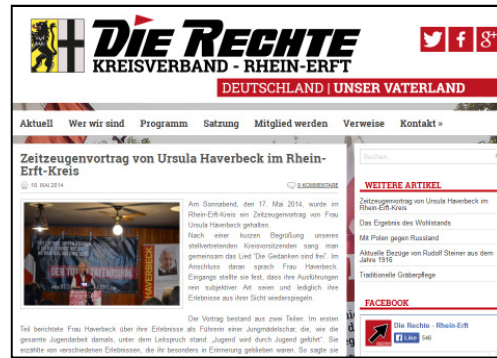 DIE RECHTE
KREISVERBAND - RHEIN-ERFT
DEUTSCHLAND | UNSER VATERLAND
Aktuell Wer wir sind Programm Satzung Mitglied werden Verweise Kontakt »
Zeitzeugenvortrag von Ursula Haverbeck im Rhein-
Erft-Kreis
18. MAI 2014 0 KOMMENTARE
HAVERBECK
Am Sonnabend, den 17. Mai 2014, wurde im
Rhein-Erft-Kreis ein Zeitzeugenvortrag von Frau
Ursula Haverbeck gehalten.
Nach einer kurzen Begrüßung unseres
stellvertretenden Kreisvorsitzenden sang man
gemeinsam das Lied "Die Gedanken sind frei". Im
Anschluss daran sprach Frau Haverbeck.
Eingangs stellte sie fest, dass ihre Ausführungen
rein subjektiver Art seien und lediglich ihre
Erlebnisse aus ihrer Sicht wiederspiegeln.
Der Vortrag bestand aus zwei Teilen. Im ersten
Teil berichtete Frau Haverbeck über ihre Erlebnisse als Führerin einer Jungmädelschar, die, wie die
gesamte Jugendarbeit damals, unter dem Leitspruch stand: „Jugend wird durch Jugend geführt". Sie
erzählte von verschiedenen Erlebnissen, die ihr besonders in Erinnerung geblieben waren. So sagte sie
Suchen...
WEITERE ARTIKEL
Zeitzeugenvortrag von Ursula Haverbeck im
Rhein-Erft-Kreis
Das Ergebnis des Wohlstands
Mit Polen gegen Russland
Aktuelle Bezüge von Rudolf Steiner aus dem
Jahre 1916
Traditionelle Gräberpflege
FACEBOOK
Die Rechte - Rhein-Erft
Like 546